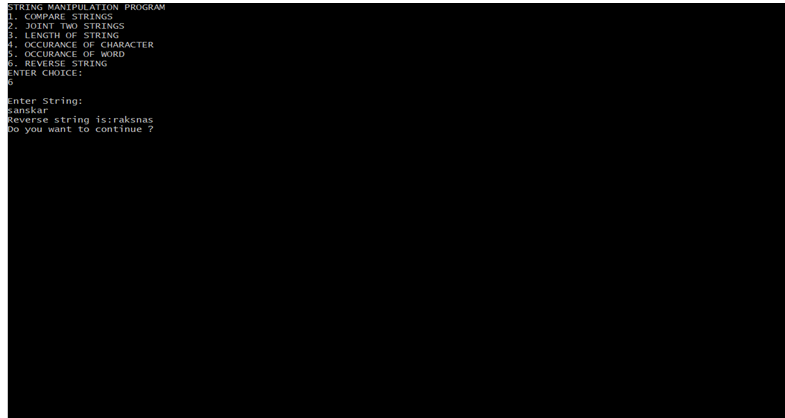 STRING MANIPULATION PROGRAM
1. COMPARE STRINGS
2. JOINT TWO STRINGS
3. LENGTH OF STRING
4. OCCURANCE OF CHARACTER
5. OCCURANCE OF WORD
6. REVERSE STRING
ENTER CHOICE:
6
Enter String:
sanskar
Reverse string is:raksnas
Do you want to continue ?